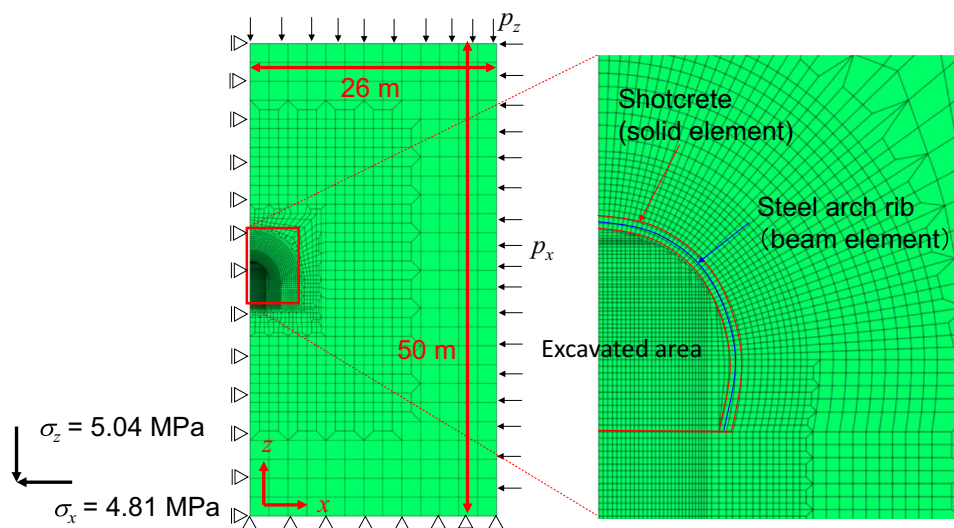 p_z
26 m
Shotcrete
(solid element)
Steel arch rib
（beam element）
p_x
Excavated area
50 m
σ_z = 5.04 MPa
z
x
σ_x = 4.81 MPa